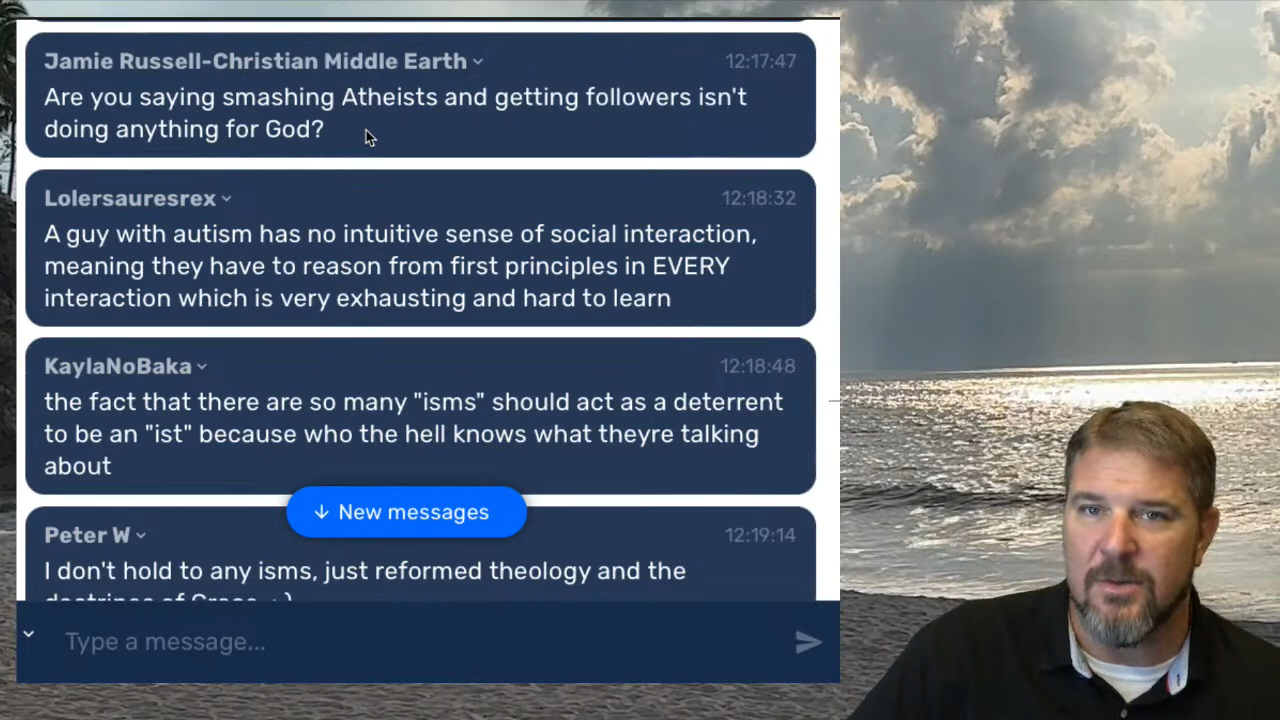 Jamie Russell-Christian Middle Earth
12:17:47
Are you saying smashing Atheists and getting followers isn't
doing anything for God?
Lolersauresrex
12:18:32
A guy with autism has no intuitive sense of social interaction,
meaning they have to reason from first principles in EVERY
interaction which is very exhausting and hard to learn
KaylaNoBaka
12:18:48
the fact that there are so many "isms" should act as a deterrent
to be an "ist" because who the hell knows what theyre talking
about
New messages
Peter W
12:19:14
I don't hold to any isms, just reformed theology and the
doctrines of Grace. :)
Type a message...